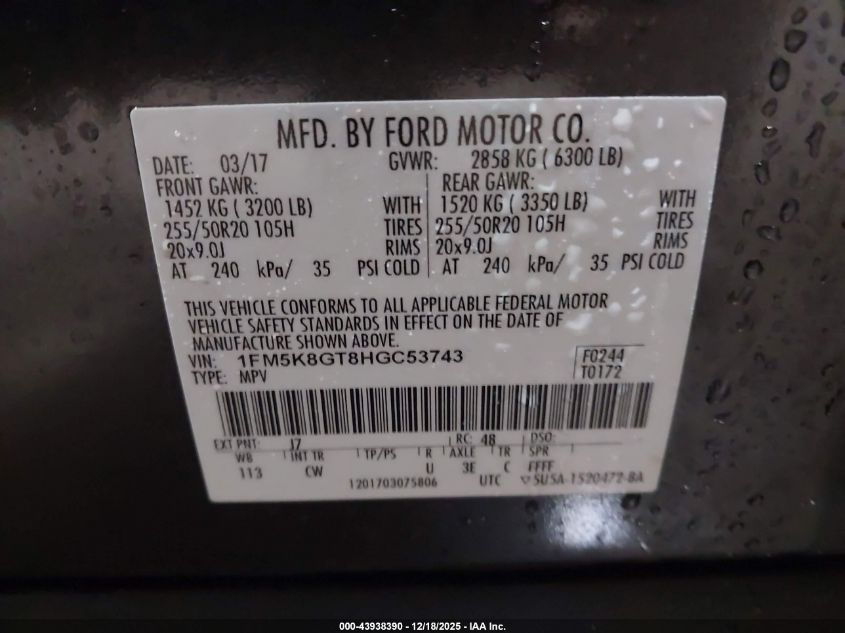 MFD. BY FORD MOTOR CO.
DATE: 03/17 GVWR: 2858 KG ( 6300 LB)
FRONT GAWR: REAR GAWR:
1452 KG ( 3200 LB) WITH 1520 KG ( 3350 LB) WITH
255/50R20 105H TIRES 255/50R20 105H TIRES
20x9.0J RIMS 20x9.0J RIMS
AT 240 kPa/ 35 PSI COLD AT 240 kPa/ 35 PSI COLD
THIS VEHICLE CONFORMS TO ALL APPLICABLE FEDERAL MOTOR
VEHICLE SAFETY STANDARDS IN EFFECT ON THE DATE OF
MANUFACTURE SHOWN ABOVE.
VIN: 1FM5K8GT8HGC53743 F0244
TYPE: MPV T0172
EXT PNT: J7 RC: 48 DSO:
WB INT TR TP/PS R AXLE TR SPR
113 CW U 3E C FFFF
1201703075806 UTC ▽SU5A-1520472-BA
000-43938390 - 12/18/2025 - IAA Inc.